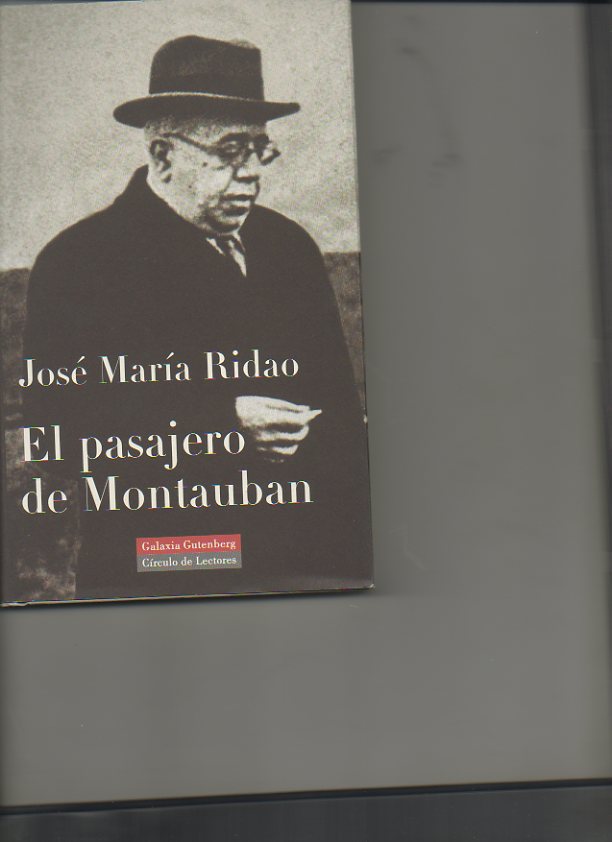 José María Ridao
El pasajero
de Montauban
Galaxia Gutenberg
Círculo de Lectores